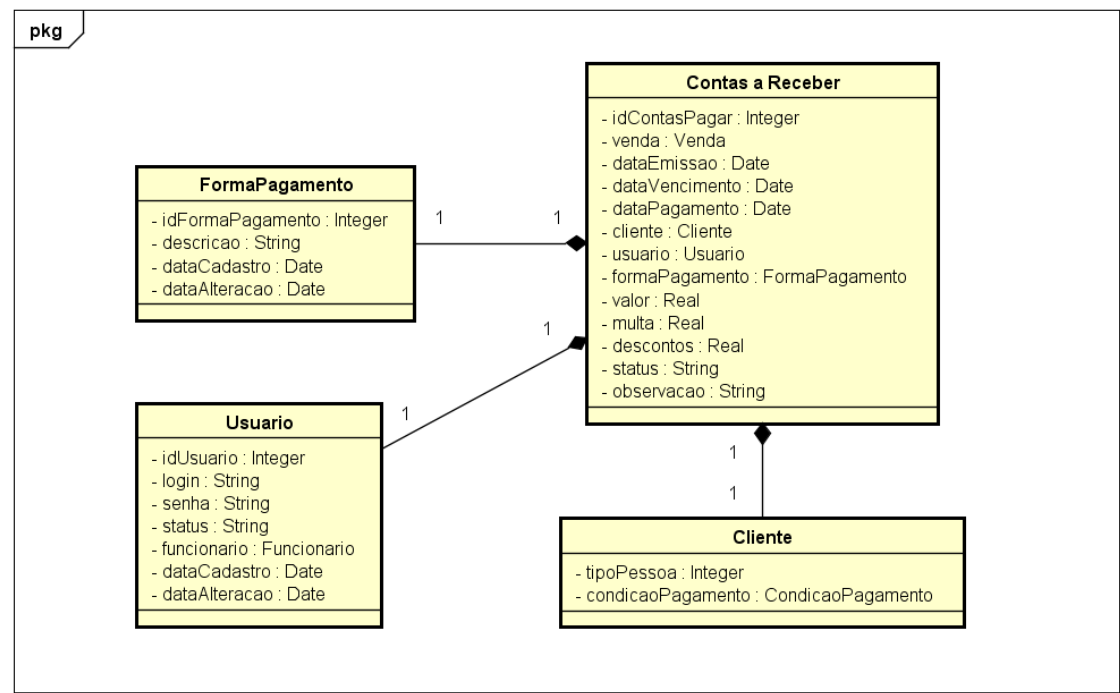 pkg
Contas a Receber
- idContasPagar : Integer
- venda : Venda
- dataEmissao : Date
- dataVencimento : Date
- dataPagamento : Date
- cliente : Cliente
- usuario : Usuario
- formaPagamento : FormaPagamento
- valor : Real
- multa : Real
- descontos : Real
- status : String
- observacao : String
FormaPagamento
- idFormaPagamento : Integer
- descricao : String
- dataCadastro : Date
- dataAlteracao : Date
1
1
1
1
Usuario
- idUsuario : Integer
- login : String
- senha : String
- status : String
- funcionario : Funcionario
- dataCadastro : Date
- dataAlteracao : Date
1
1
Cliente
- tipoPessoa : Integer
- condicaoPagamento : CondicaoPagamento